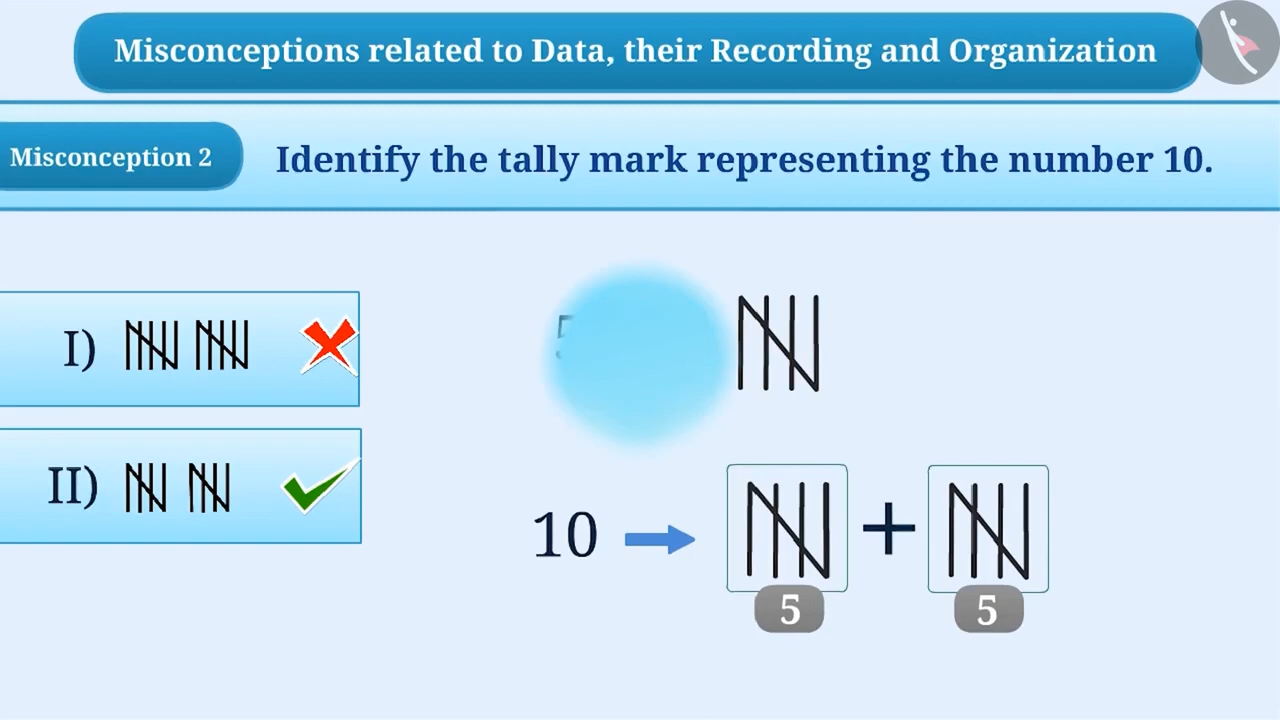 Misconceptions related to Data, their Recording and Organization
Misconception 2
Identify the tally mark representing the number 10.
I)
II)
5
10
+
5
5